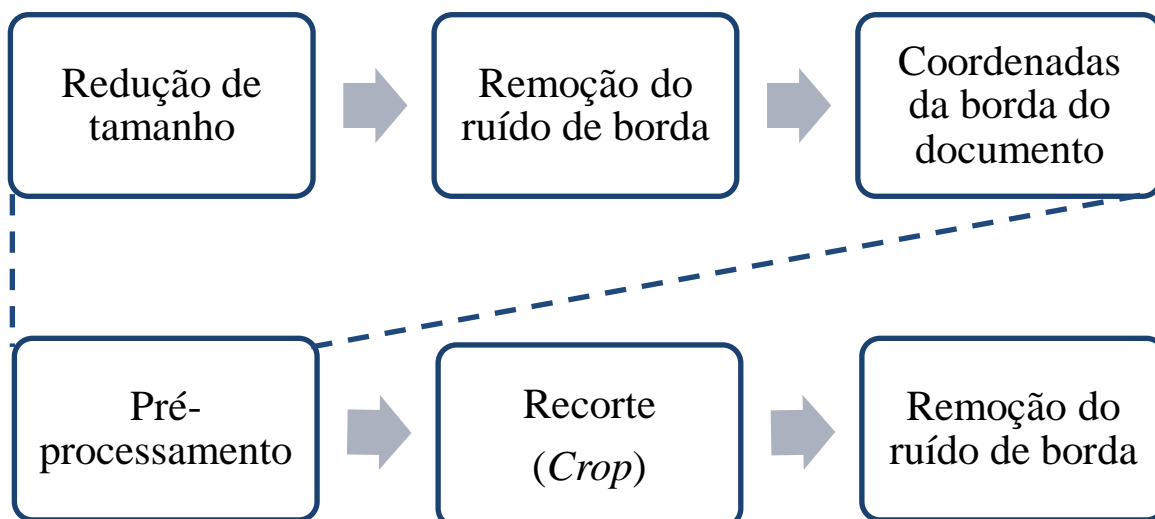 Redução de
tamanho
Remoção do
ruído de borda
Coordenadas
da borda do
documento
Pré-
processamento
Recorte
(Crop)
Remoção do
ruído de borda